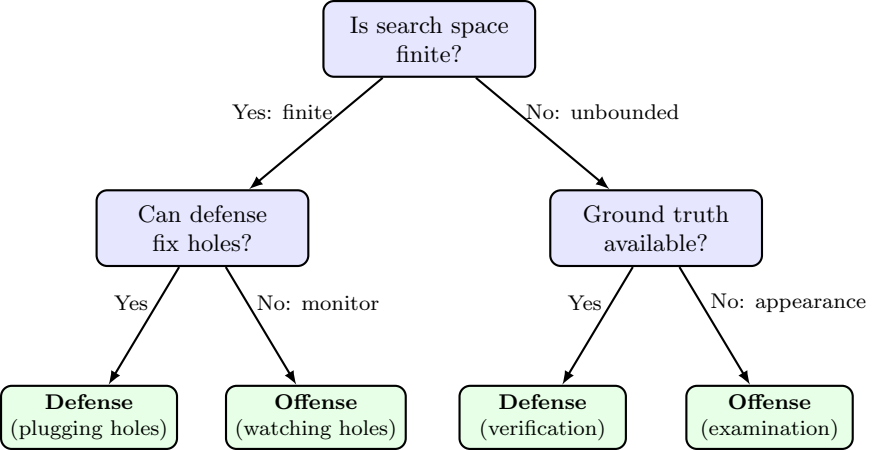 Is search space
finite?
Yes: finite
No: unbounded
Can defense
fix holes?
Ground truth
available?
Yes
No: monitor
Yes
No: appearance
Defense
(plugging holes)
Offense
(watching holes)
Defense
(verification)
Offense
(examination)